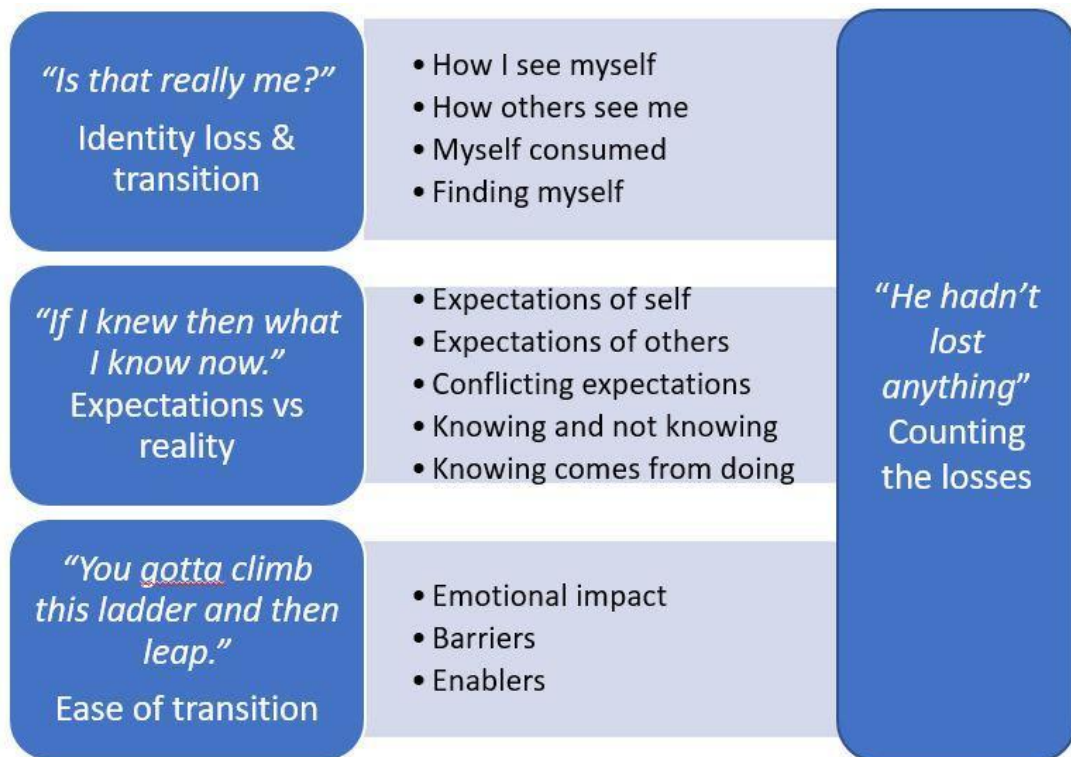 “Is that really me?”
Identity loss &
transition
• How I see myself
• How others see me
• Myself consumed
• Finding myself
“If I knew then what
I know now.”
Expectations vs
reality
• Expectations of self
• Expectations of others
• Conflicting expectations
• Knowing and not knowing
• Knowing comes from doing
“You gotta climb
this ladder and then
leap.”
Ease of transition
• Emotional impact
• Barriers
• Enablers
“He hadn’t
lost
anything”
Counting
the losses